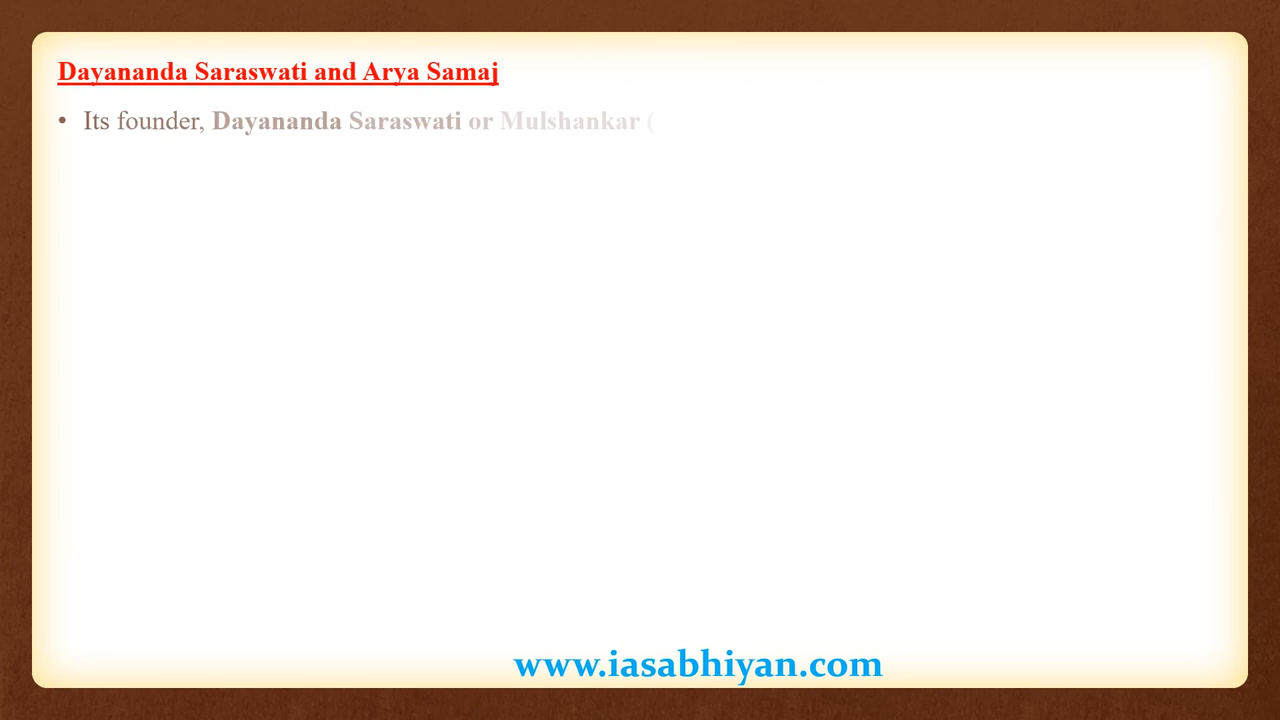 Dayananda Saraswati and Arya Samaj
• Its founder, Dayananda Saraswati or Mulshankar (
www.iasabhiyan.com